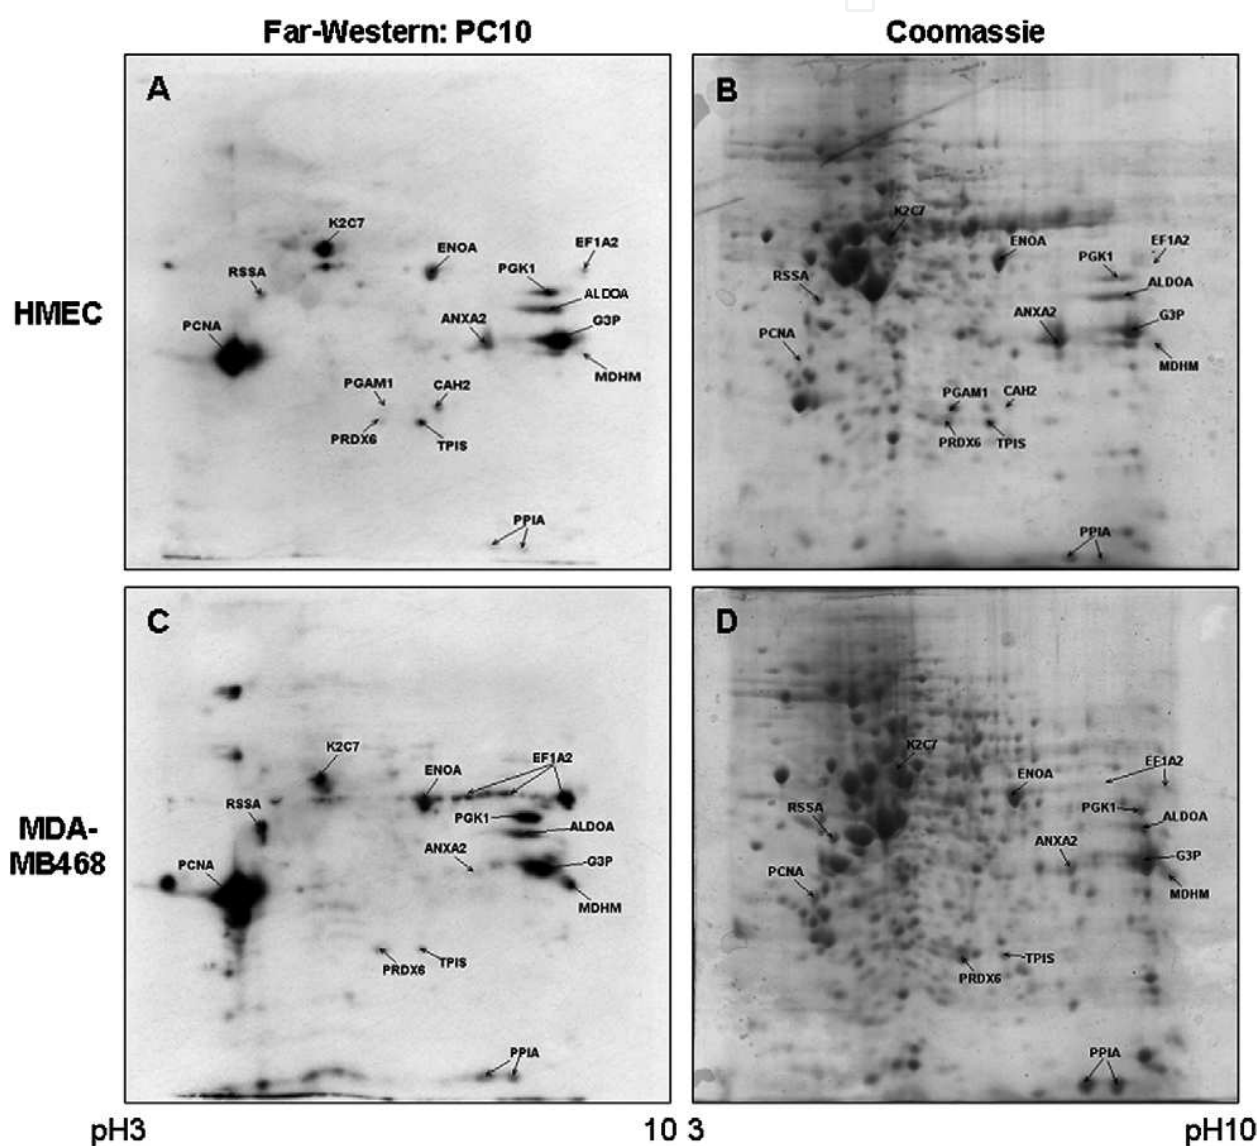 Far-Western: PC10
Coomassie
HMEC
A
K2C7
ENOA
EF1A2
PGK1
RSSA
ALDOA
PCNA
ANXA2
G3P
MDHM
PGAM1
CAH2
PRDX6
TPIS
PPIA
B
K2C7
ENOA
EF1A2
PGK1
RSSA
ALDOA
ANXA2
G3P
PCNA
MDHM
PGAM1
CAH2
PRDX6
TPIS
PPIA
MDA-
MB468
C
K2C7
ENOA
EF1A2
RSSA
PGK1
ALDOA
ANXA2
PCNA
G3P
MDHM
PRDX6
TPIS
PPIA
D
K2C7
ENOA
EF1A2
RSSA
PGK1
ALDOA
ANXA2
G3P
PCNA
MDHM
TPIS
PRDX6
PPIA
pH3
10
3
pH10